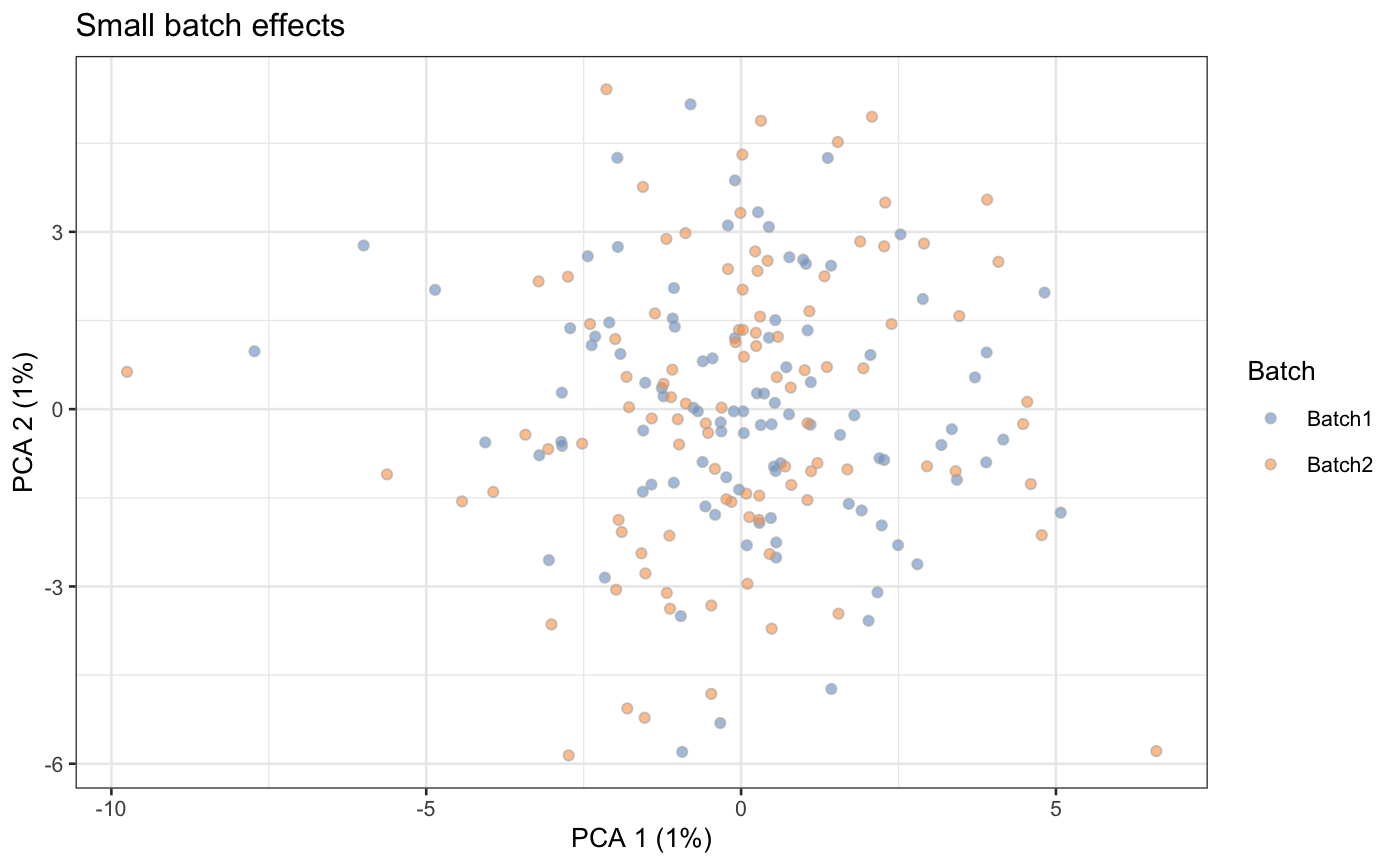 Small batch effects
PCA 2 (1%)
3
0
-3
-6
-10
-5
0
5
PCA 1 (1%)
Batch
Batch1
Batch2